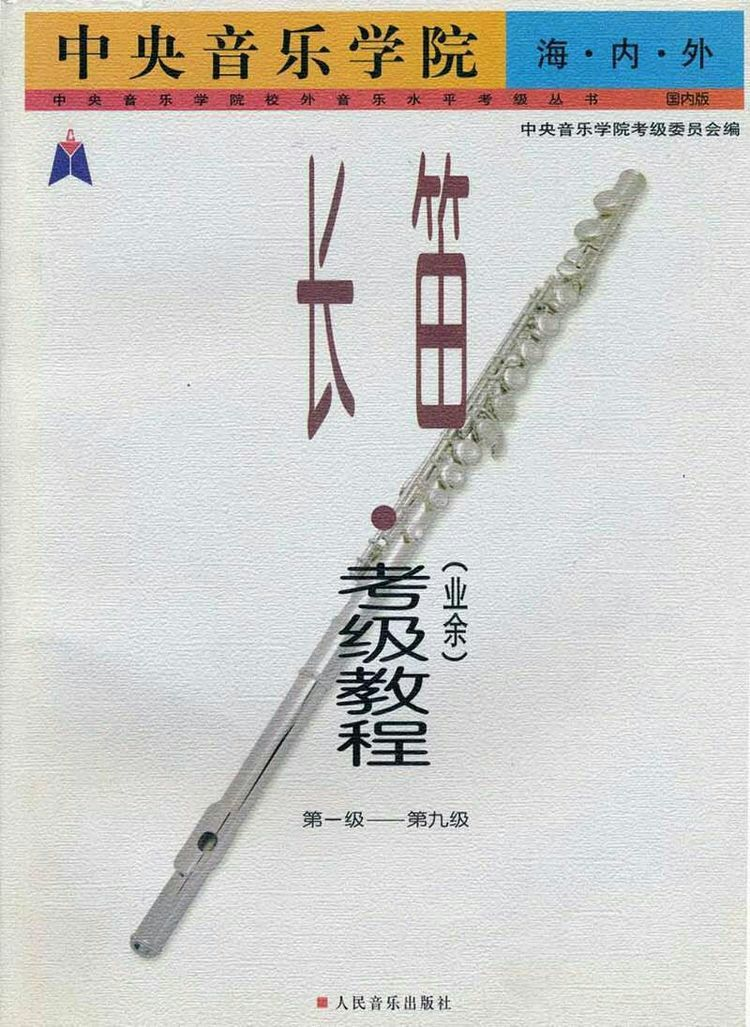 中央音乐学院 海·内·外
中央音乐学院校外音乐水平考级丛书 国内版
中央音乐学院考级委员会编
长笛
·
(业余)
考级教程
第一级——第九级
人民音乐出版社